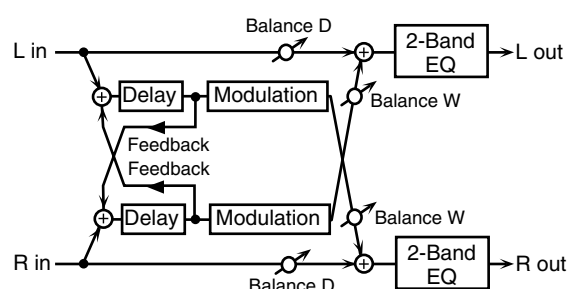 Balance D
L in
2-Band
EQ
L out
Delay
Modulation
Balance W
Feedback
Feedback
Delay
Modulation
Balance W
R in
2-Band
EQ
R out
Balance D